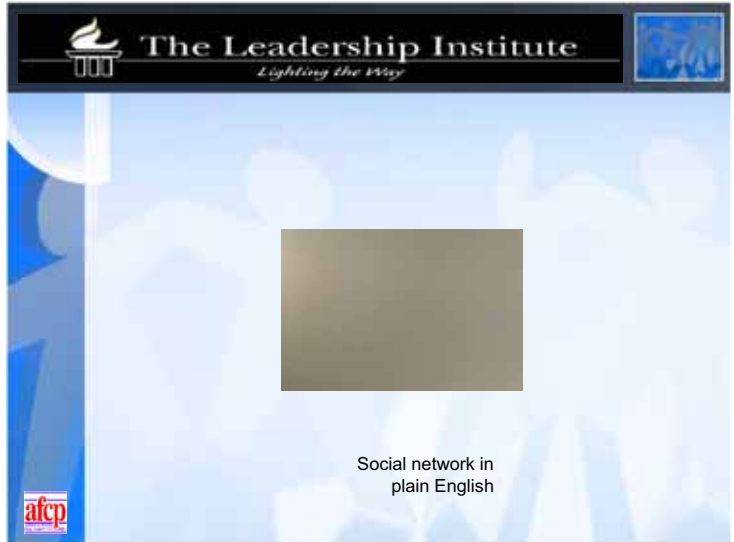 The Leadership Institute
Lighting the Way
Social network in
plain English
afcp